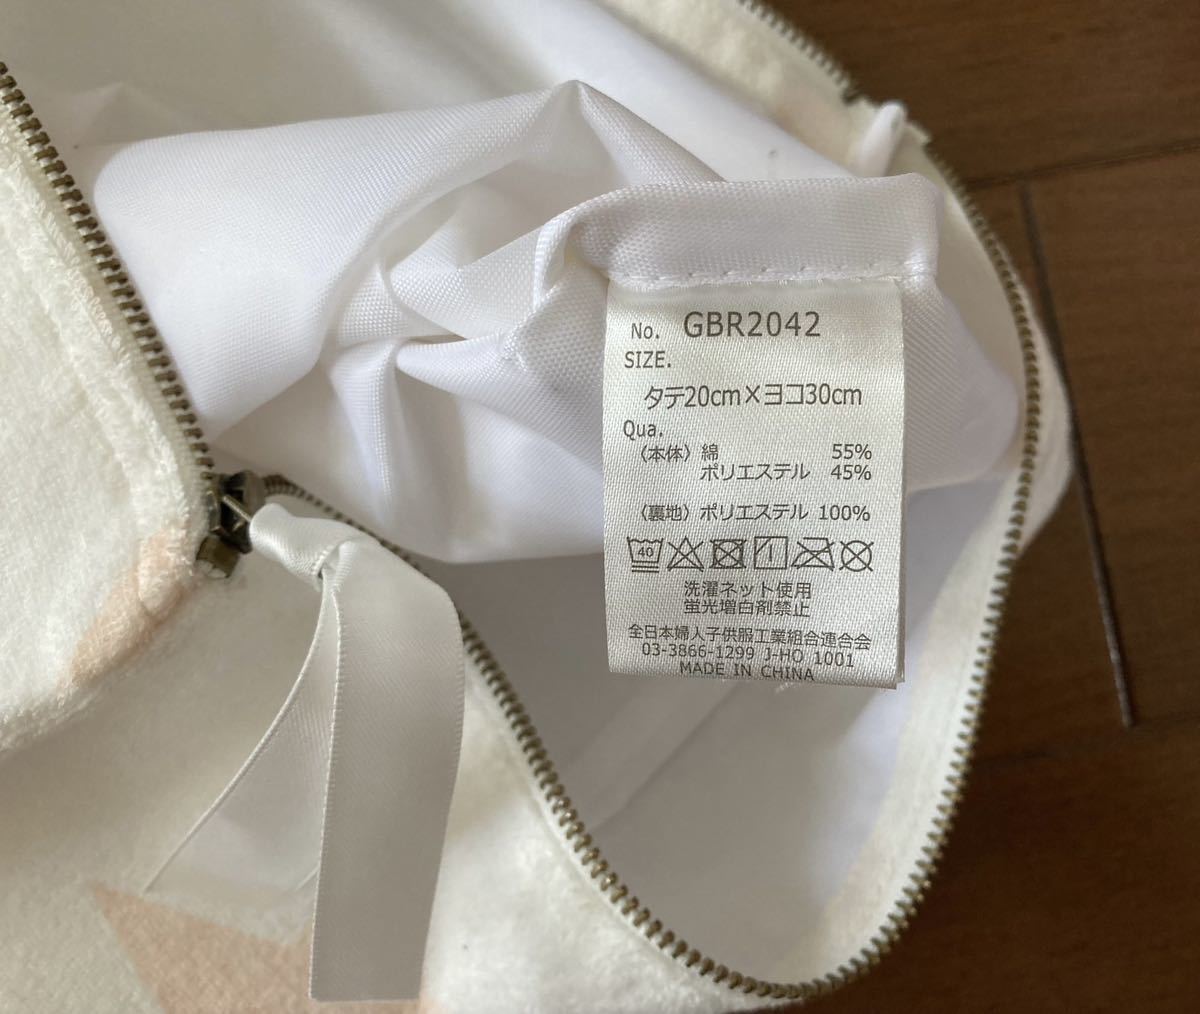 No. GBR2042
SIZE.
タテ20cm×ヨコ30cm
Qua.
〈本体〉綿 55%
ポリエステル 45%
〈裏地〉ポリエステル 100%
40
洗濯ネット使用
蛍光増白剤禁止
全日本婦人子供服工業組合連合会
03-3866-1299 J-HO 1001
MADE IN CHINA